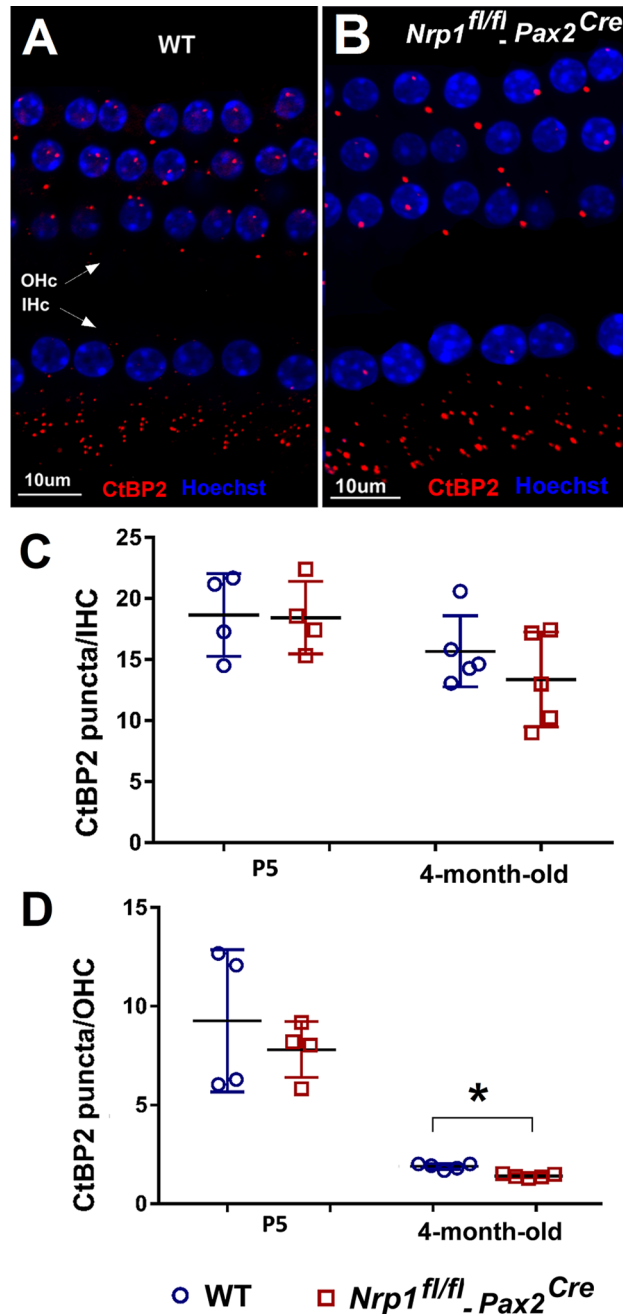 A
WT
OHc
IHc
10um
CtBP2 Hoechst
B
Nrp1fl/fl - Pax2Cre
10um
CtBP2 Hoechst
C
CtBP2 puncta/IHC
25
20
15
10
5
0
P5
4-month-old
D
CtBP2 puncta/OHC
15
10
5
0
*
P5
4-month-old
WT
Nrp1fl/fl - Pax2Cre